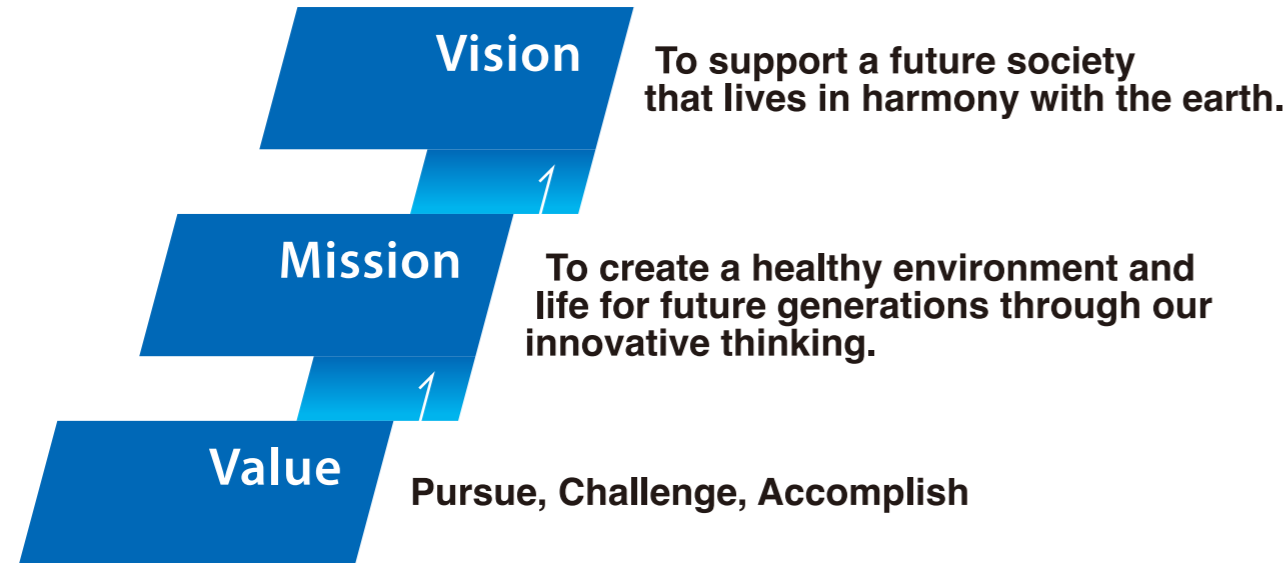 Vision
To support a future society
that lives in harmony with the earth.
Mission
To create a healthy environment and
life for future generations through our
innovative thinking.
Value
Pursue, Challenge, Accomplish